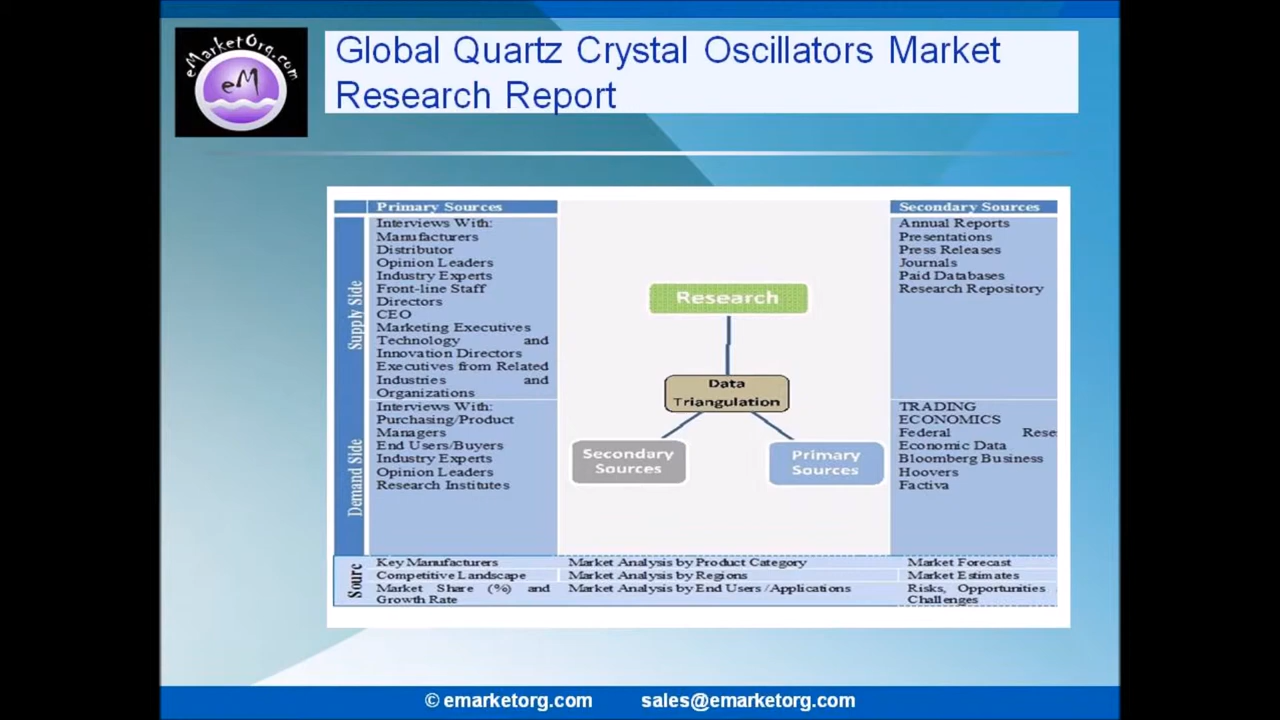 eMarketOrg.com
eM
Global Quartz Crystal Oscillators Market
Research Report
Primary Sources
Supply Side
Interviews With:
Manufacturers
Distributor
Opinion Leaders
Industry Experts
Front-line Staff
Directors
CEO
Marketing Executives
Technology and
Innovation Directors
Executives from Related
Industries and
Organizations
Demand Side
Interviews With:
Purchasing/Product
Managers
End Users/Buyers
Industry Experts
Opinion Leaders
Research Institutes
Research
Data
Triangulation
Secondary
Sources
Primary
Sources
Secondary Sources
Annual Reports
Presentations
Press Releases
Journals
Paid Databases
Research Repository
TRADING
ECONOMICS
Federal Rese
Economic Data
Bloomberg Business
Hoovers
Factiva
Sourc
Key Manufacturers
Competitive Landscape
Market Share (%) and
Growth Rate
Market Analysis by Product Category
Market Analysis by Regions
Market Analysis by End Users /Applications
Market Forecast
Market Estimates
Risks, Opportunities
Challenges
© emarketorg.com sales@emarketorg.com